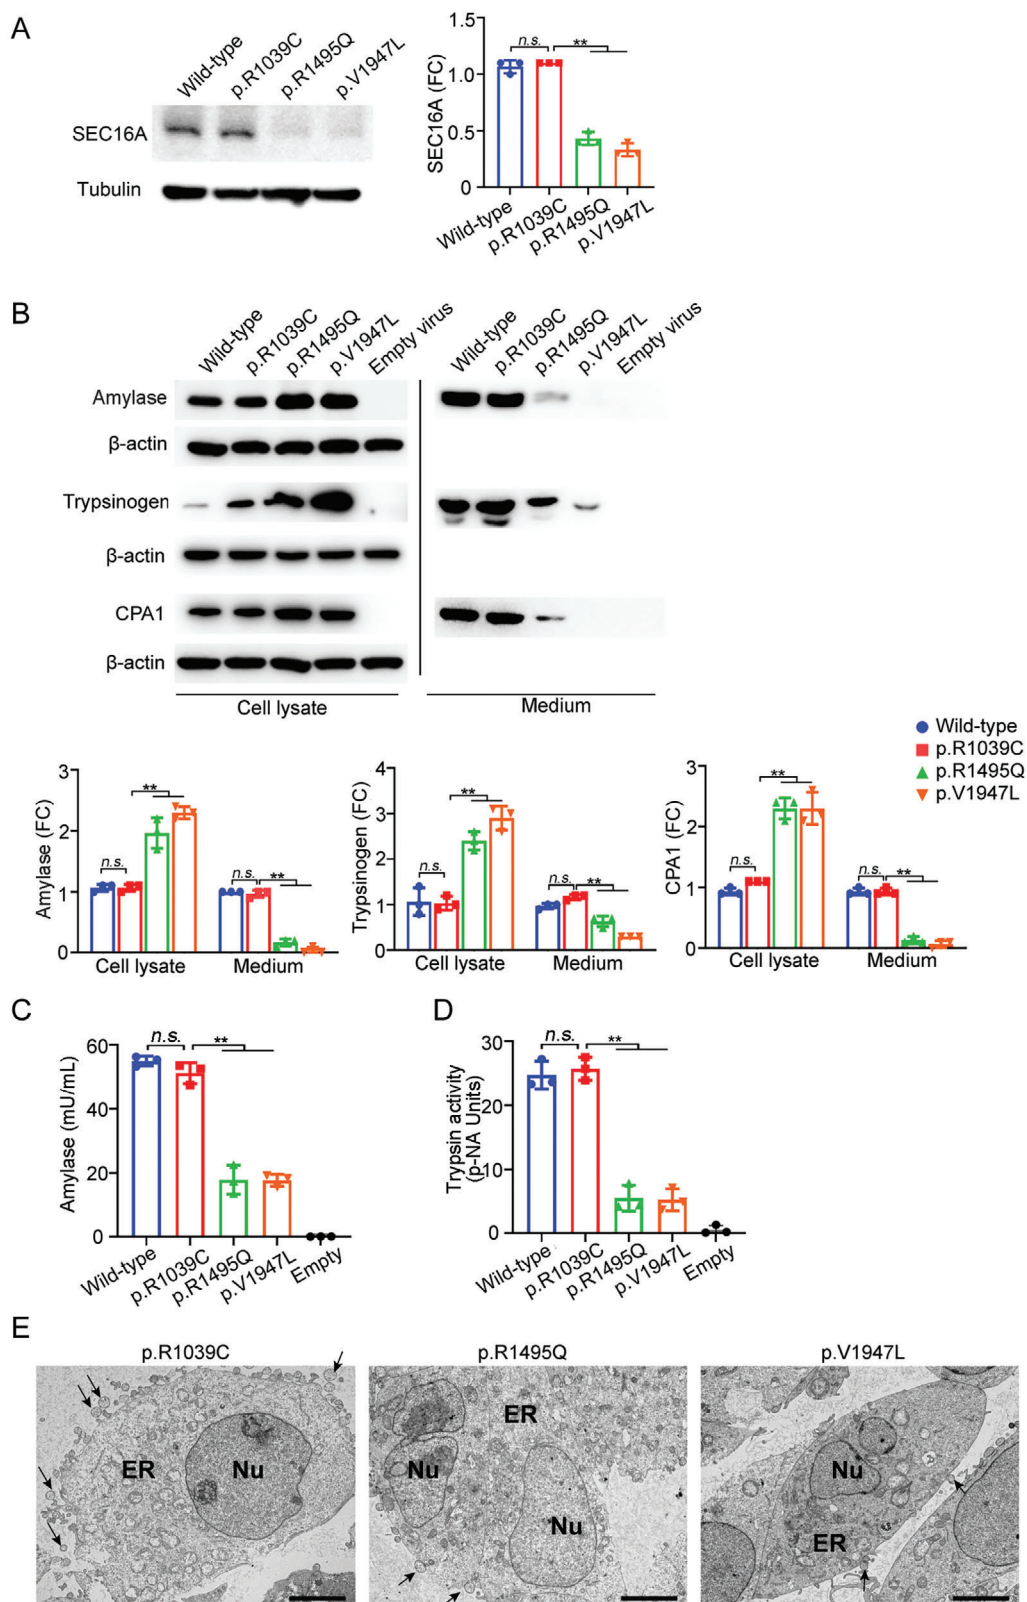 A
Wild-type
p.R1039C
p.R1495Q
p.V1947L
SEC16A
Tubulin
SEC16A (FC)
1.5
1.0
0.5
0
n.s.
**
Wild-type
p.R1039C
p.R1495Q
p.V1947L
B
Wild-type
p.R1039C
p.R1495Q
p.V1947L
Empty virus
Wild-type
p.R1039C
p.R1495Q
p.V1947L
Empty virus
Amylase
β-actin
Trypsinogen
β-actin
CPA1
β-actin
Cell lysate
Medium
Wild-type
p.R1039C
p.R1495Q
p.V1947L
Amylase (FC)
3
2
1
0
n.s.
**
n.s.
**
Cell lysate
Medium
Trypsinogen (FC)
4
3
2
1
0
n.s.
**
n.s.
**
Cell lysate
Medium
CPA1 (FC)
3
2
1
0
n.s.
**
n.s.
**
Cell lysate
Medium
C
Amylase (mU/mL)
60
40
20
0
n.s.
**
Wild-type
p.R1039C
p.R1495Q
p.V1947L
Empty
D
Trypsin activity
(p-NA Units)
30
20
10
0
n.s.
**
Wild-type
p.R1039C
p.R1495Q
p.V1947L
Empty
E
p.R1039C
p.R1495Q
p.V1947L
ER
Nu
ER
Nu
Nu
Nu
ER